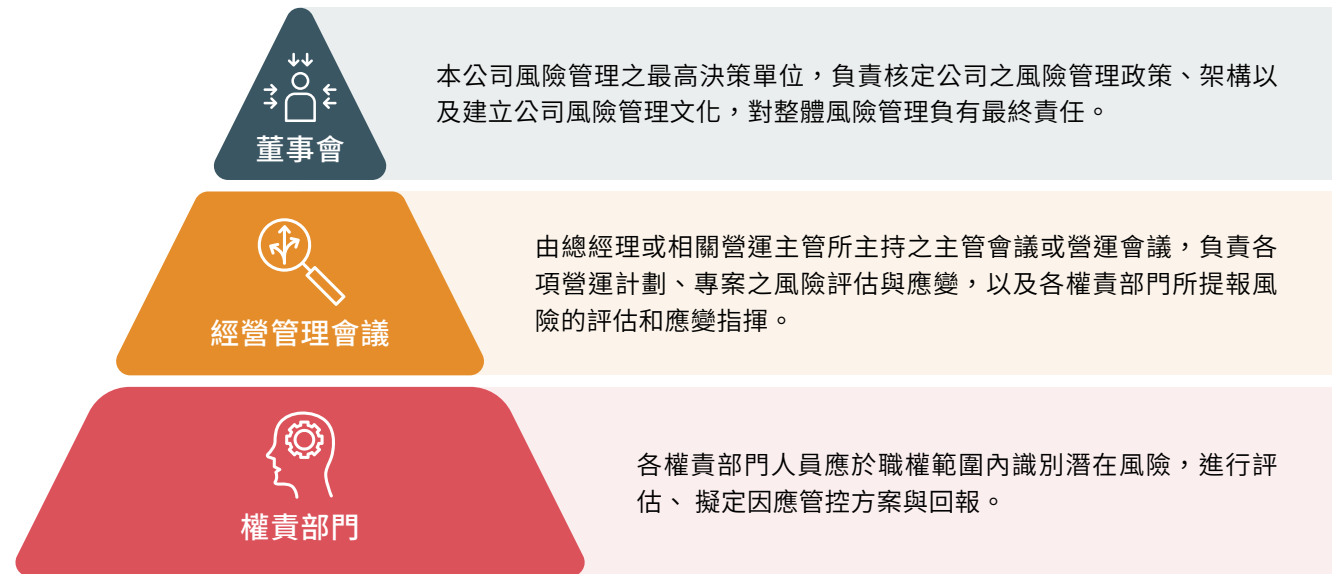 董事會
本公司風險管理之最高決策單位，負責核定公司之風險管理政策、架構以
及建立公司風險管理文化，對整體風險管理負有最終責任。
經營管理會議
由總經理或相關營運主管所主持之主管會議或營運會議，負責各
項營運計劃、專案之風險評估與應變，以及各權責部門所提報風
險的評估和應變指揮。
權責部門
各權責部門人員應於職權範圍內識別潛在風險，進行評
估、 擬定因應管控方案與回報。